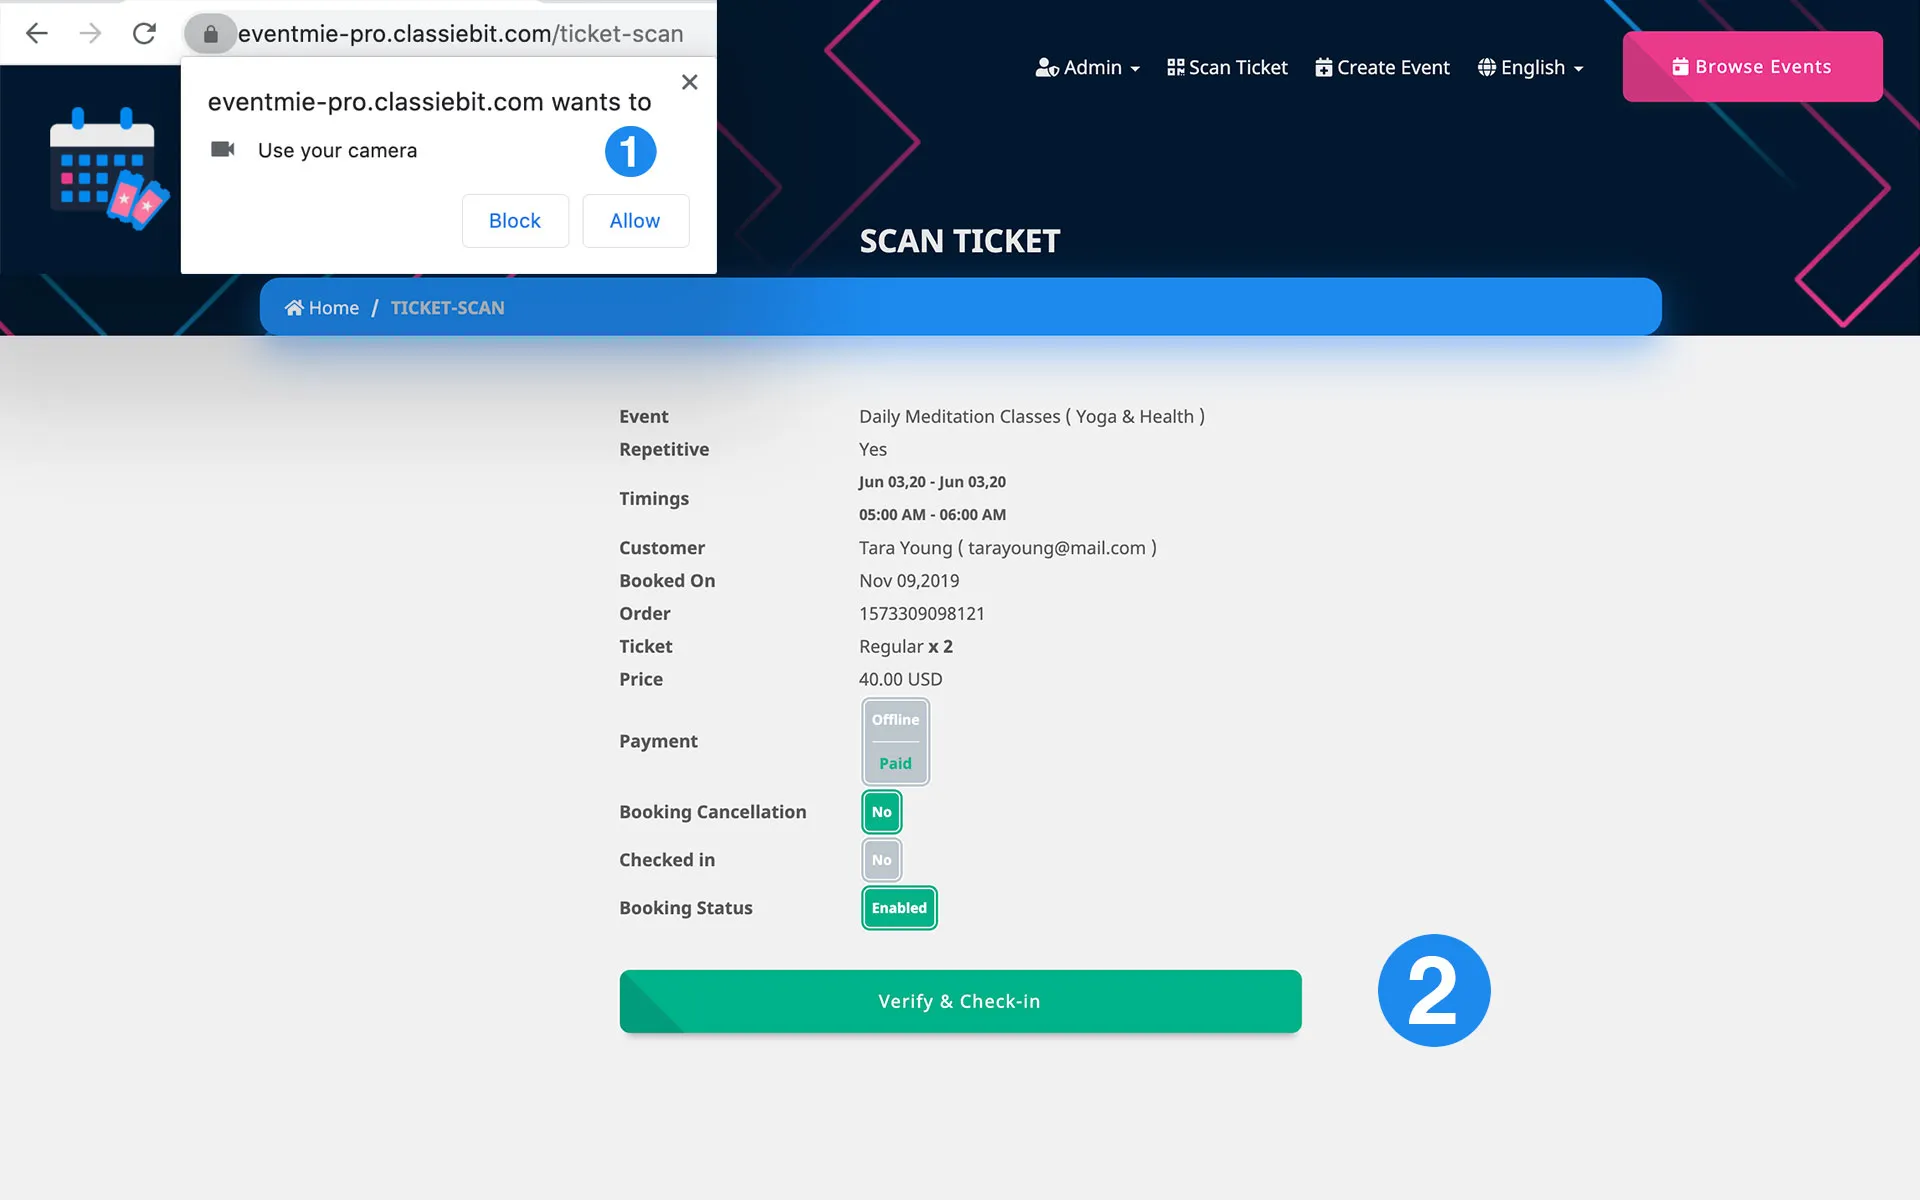 eventmie-pro.classiebit.com/ticket-scan
eventmie-pro.classiebit.com wants to
Use your camera
1
Block
Allow
Admin
Scan Ticket
Create Event
English
Browse Events
SCAN TICKET
Home / TICKET-SCAN
Event Daily Meditation Classes ( Yoga & Health )
Repetitive Yes
Timings Jun 03,20 - Jun 03,20
05:00 AM - 06:00 AM
Customer Tara Young ( tarayoung@mail.com )
Booked On Nov 09,2019
Order 1573309098121
Ticket Regular x 2
Price 40.00 USD
Payment Offline
Paid
Booking Cancellation No
Checked in No
Booking Status Enabled
Verify & Check-in
2